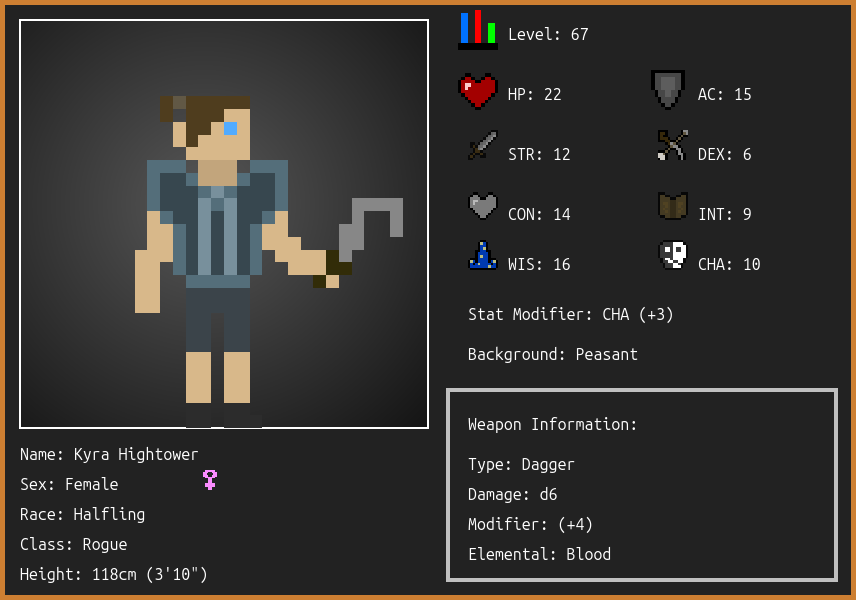 Level: 67
HP: 22
AC: 15
STR: 12
DEX: 6
CON: 14
INT: 9
WIS: 16
CHA: 10
Stat Modifier: CHA (+3)
Background: Peasant
Weapon Information:
Type: Dagger
Damage: d6
Modifier: (+4)
Elemental: Blood
Name: Kyra Hightower
Sex: Female
Race: Halfling
Class: Rogue
Height: 118cm (3'10")